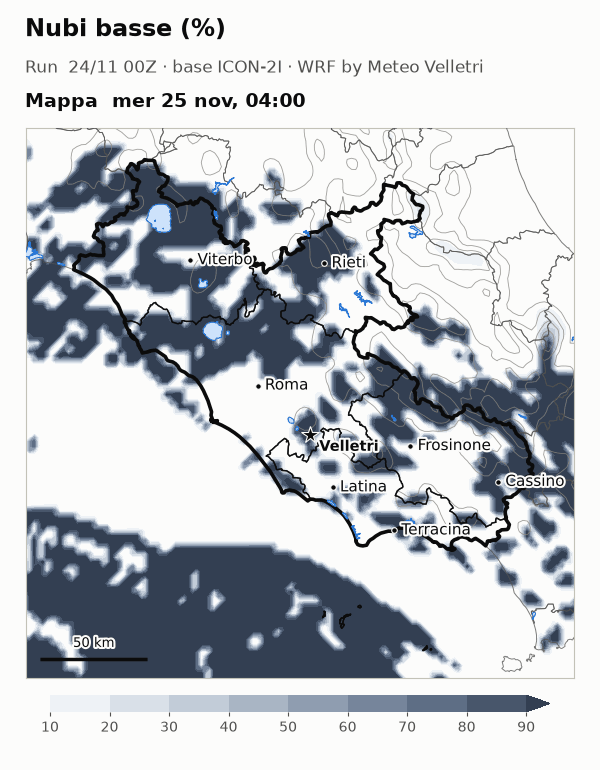 Nubi basse (%)
Run  24/11 00Z · base ICON-2I · WRF by Meteo Velletri
Mappa  mer 25 nov, 04:00
Viterbo
Rieti
Roma
Velletri
Frosinone
Cassino
Latina
Terracina
50 km
10 20 30 40 50 60 70 80 90